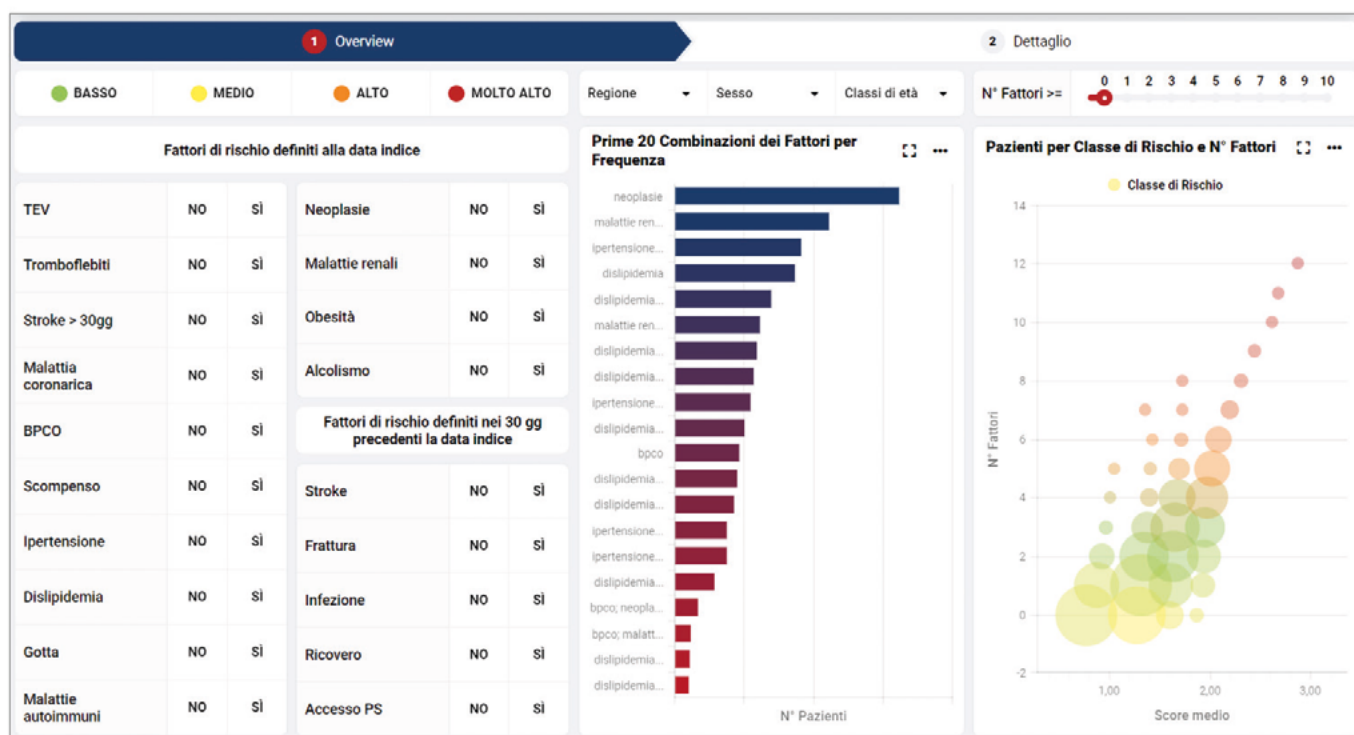 1 Overview
2 Dettaglio
BASSO
MEDIO
ALTO
MOLTO ALTO
Regione
Sesso
Classi di età
N° Fattori >=
0 1 2 3 4 5 6 7 8 9 10
Fattori di rischio definiti alla data indice
TEV NO SÌ
Tromboflebiti NO SÌ
Stroke > 30gg NO SÌ
Malattia
coronarica NO SÌ
BPCO NO SÌ
Scompenso NO SÌ
Ipertensione NO SÌ
Dislipidemia NO SÌ
Gotta NO SÌ
Malattie
autoimmuni NO SÌ
Neoplasie NO SÌ
Malattie renali NO SÌ
Obesità NO SÌ
Alcolismo NO SÌ
Fattori di rischio definiti nei 30 gg
precedenti la data indice
Stroke NO SÌ
Frattura NO SÌ
Infezione NO SÌ
Ricovero NO SÌ
Accesso PS NO SÌ
Prime 20 Combinazioni dei Fattori per
Frequenza
neoplasie
malattie ren...
ipertensione...
dislipidemia
dislipidemia...
malattie ren...
dislipidemia...
dislipidemia...
ipertensione...
dislipidemia...
bpco
dislipidemia...
dislipidemia...
ipertensione...
ipertensione...
dislipidemia...
bpco; neopla...
bpco; malatt...
dislipidemia...
dislipidemia...
N° Pazienti
Pazienti per Classe di Rischio e N° Fattori
Classe di Rischio
14
12
10
8
6
4
2
0
-2
N° Fattori
1,00 2,00 3,00
Score medio